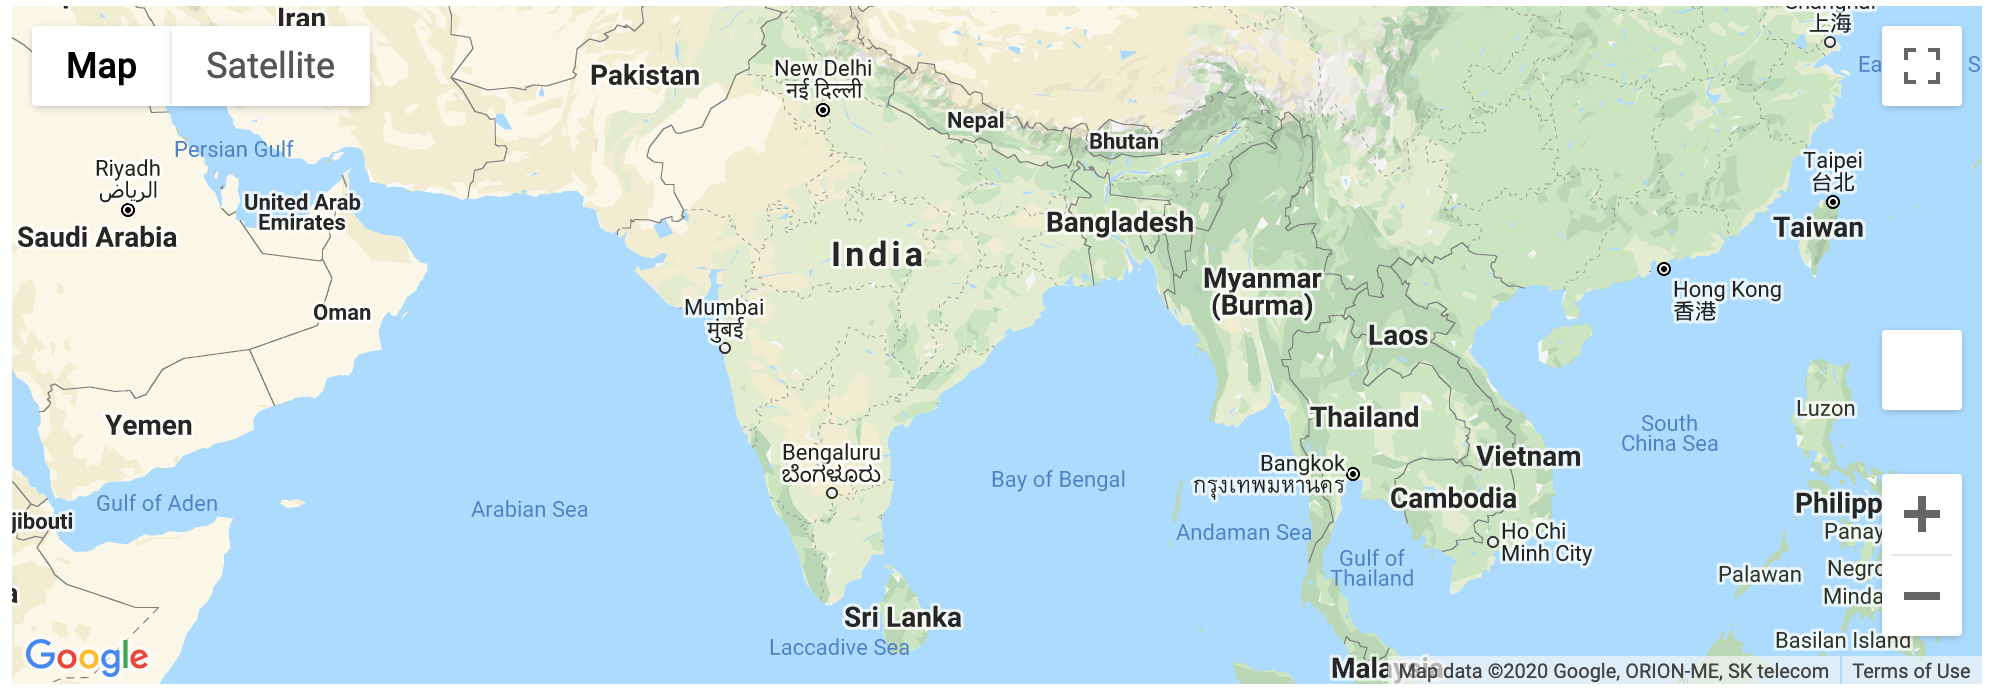 Iran
Map
Satellite
Pakistan
New Delhi
नई दिल्ली
Nepal
Bhutan
上海
Persian Gulf
Riyadh
الرياض
United Arab
Emirates
Saudi Arabia
Taipei
台北
Taiwan
Bangladesh
India
Myanmar
(Burma)
Hong Kong
香港
Oman
Mumbai
मुंबई
Laos
Yemen
Thailand
Luzon
South
China Sea
Bengaluru
ಬೆಂಗಳೂರು
Bay of Bengal
Bangkok
กรุงเทพมหานคร
Vietnam
Cambodia
Gulf of Aden
Arabian Sea
jibouti
Andaman Sea
Ho Chi
Minh City
Philipp
Panay
Gulf of
Thailand
Palawan
Negro
Minda
Sri Lanka
Laccadive Sea
Basilan Island
Google
Malaysia
Map data ©2020 Google, ORION-ME, SK telecom
Terms of Use